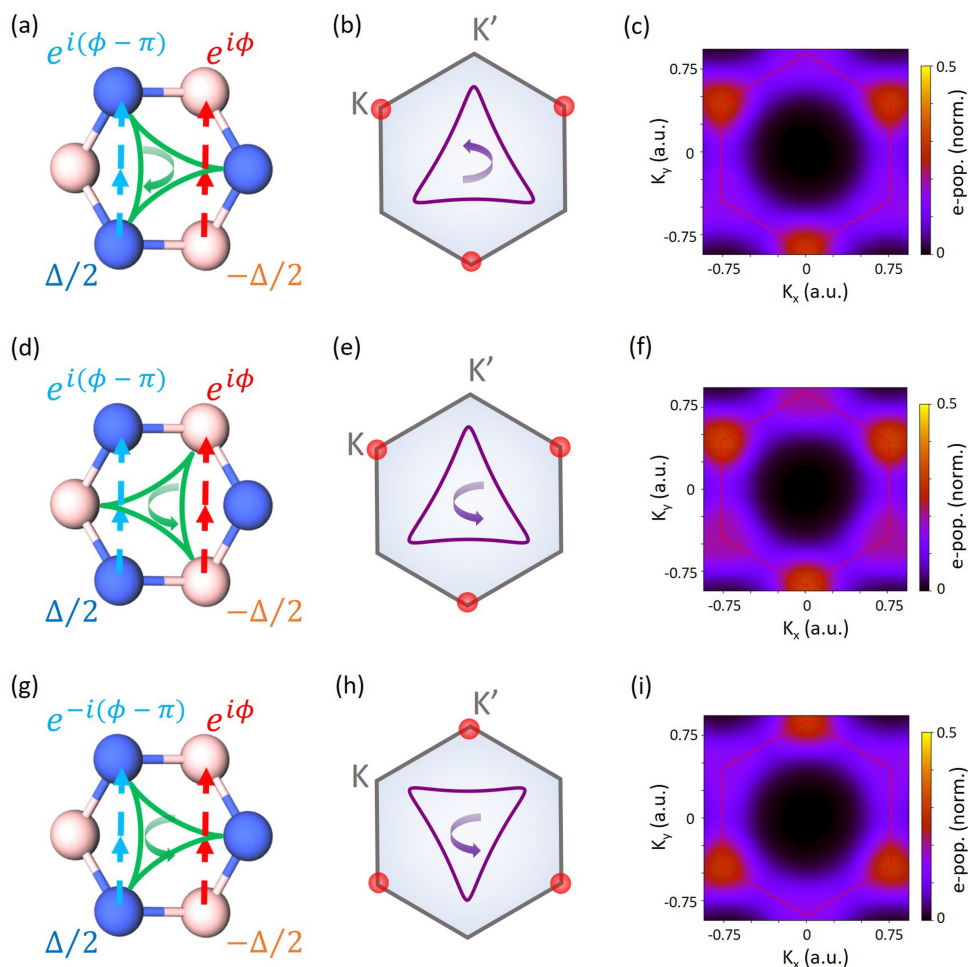 (a)
e^{i(ϕ − π)} e^{iϕ}
Δ/2 −Δ/2
(b)
K’
K
(c)
0.75
0
-0.75
K_y (a.u.)
-0.75 0 0.75
K_x (a.u.)
0.5
0
e-pop. (norm.)
(d)
e^{i(ϕ − π)} e^{iϕ}
Δ/2 −Δ/2
(e)
K’
K
(f)
0.75
0
-0.75
K_y (a.u.)
-0.75 0 0.75
K_x (a.u.)
0.5
0
e-pop. (norm.)
(g)
e^{−i(ϕ − π)} e^{iϕ}
Δ/2 −Δ/2
(h)
K’
K
(i)
0.75
0
-0.75
K_y (a.u.)
-0.75 0 0.75
K_x (a.u.)
0.5
0
e-pop. (norm.)